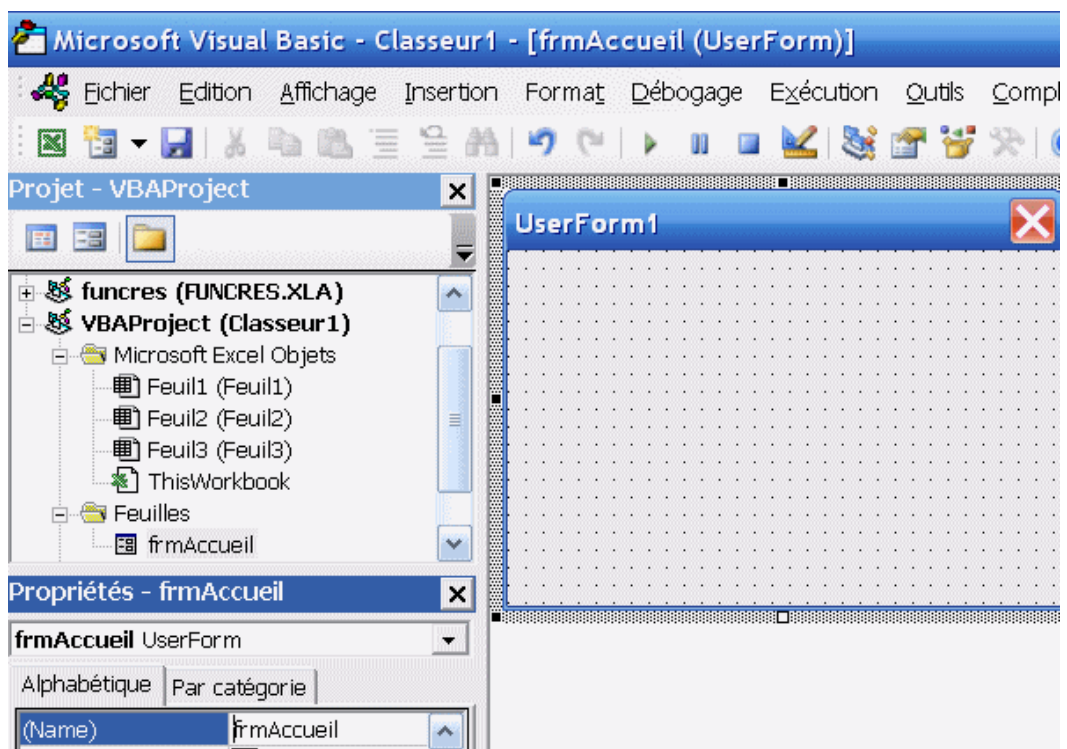 Microsoft Visual Basic - Classeur1 - [frmAccueil (UserForm)]
Fichier Edition Affichage Insertion Format Débogage Exécution Outils Compl
Projet - VBAProject
UserForm1
funcres (FUNCRES.XLA)
VBAProject (Classeur1)
Microsoft Excel Objets
Feuil1 (Feuil1)
Feuil2 (Feuil2)
Feuil3 (Feuil3)
ThisWorkbook
Feuilles
frmAccueil
Propriétés - frmAccueil
frmAccueil UserForm
Alphabétique Par catégorie
(Name) frmAccueil